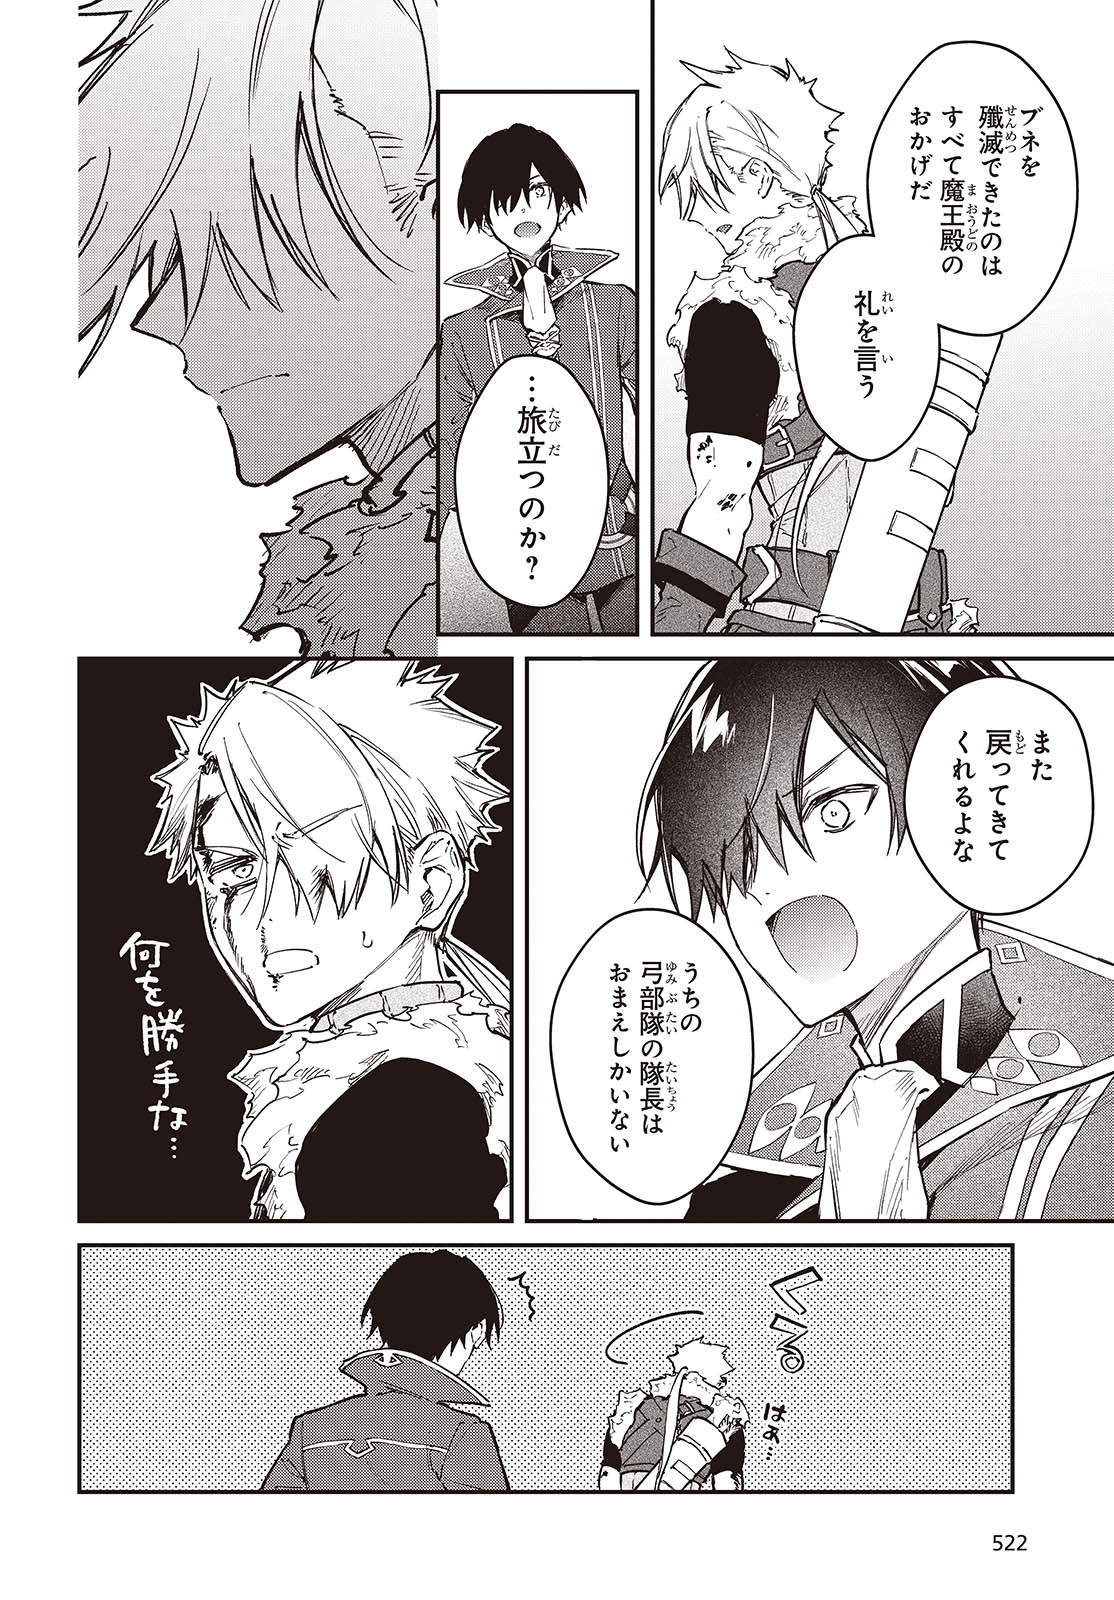 ブネを
殲滅できたのは
すべて魔王殿の
おかげだ
礼を言う
…旅立つのか？
また
戻ってきて
くれるよな
うちの
弓部隊の隊長は
おまえしかいない
何を勝手な…
くるっ
はぁ…
522